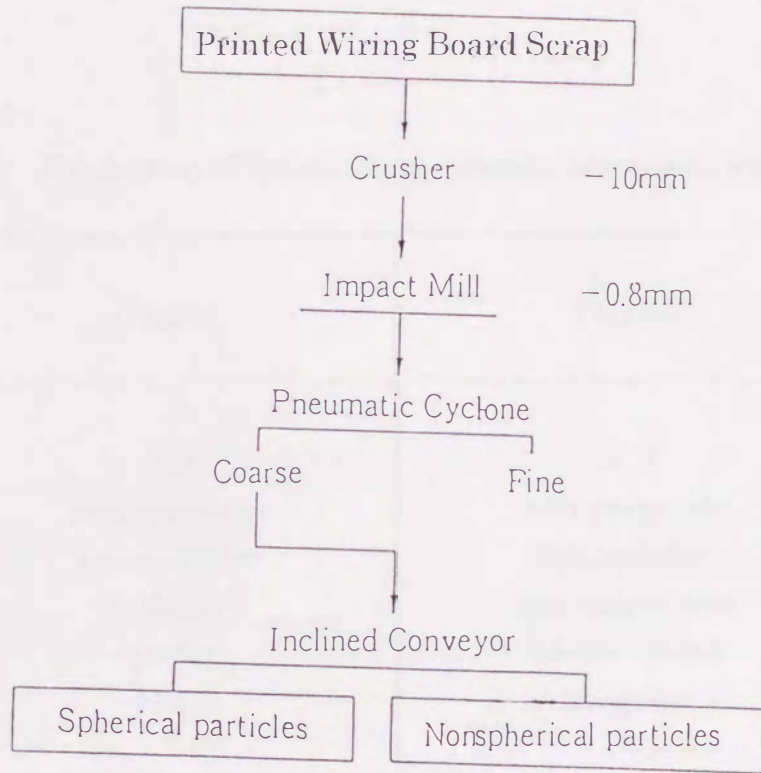 Printed Wiring Board Scrap
Crusher −10mm
Impact Mill −0.8mm
Pneumatic Cyclone
Coarse Fine
Inclined Conveyor
Spherical particles Nonspherical particles